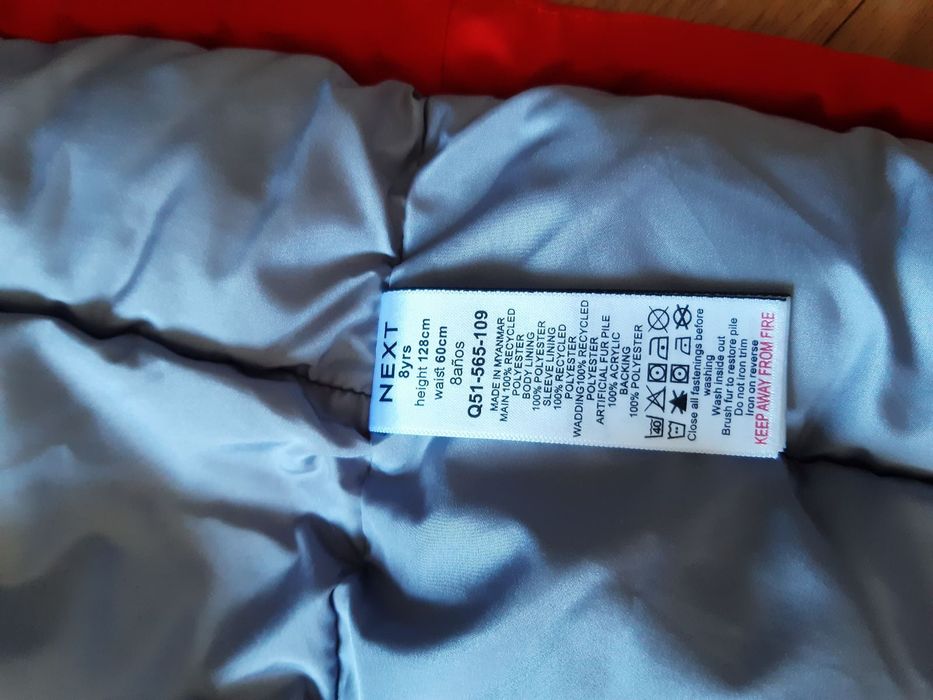 NEXT
8yrs
height 128cm
waist 60cm
8años
Q51-565-109
MADE IN MYANMAR
MAIN 100% RECYCLED
POLYESTER
BODY LINING
100% POLYESTER
SLEEVE LINING
100% RECYCLED
POLYESTER
WADDING100% RECYCLED
POLYESTER
ARTIFICIAL FUR PILE
100% ACRYLIC
BACKING
100% POLYESTER
40
Close all fastenings before
washing
Wash inside out
Brush fur to restore pile
Do not iron trim
Iron on reverse
KEEP AWAY FROM FIRE